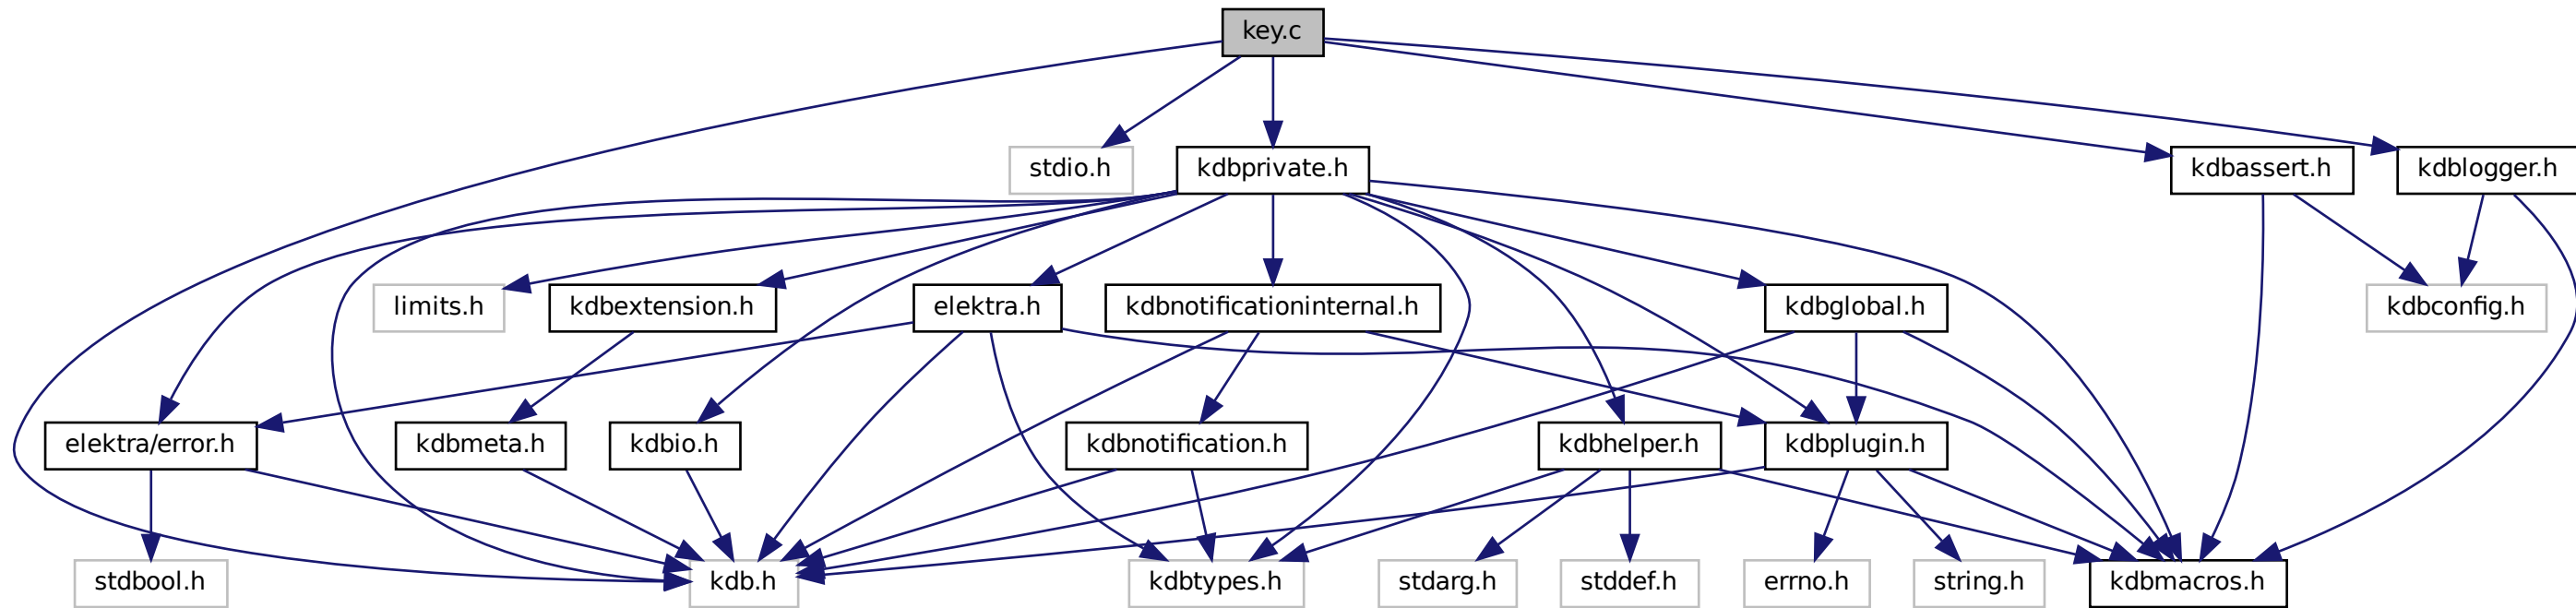 key.c
stdio.h
kdbprivate.h
kdbassert.h
kdblogger.h
limits.h
kdbextension.h
elektra.h
kdbnotificationinternal.h
kdbglobal.h
kdbconfig.h
elektra/error.h
kdbmeta.h
kdbio.h
kdbnotification.h
kdbhelper.h
kdbplugin.h
stdbool.h
kdb.h
kdbtypes.h
stdarg.h
stddef.h
errno.h
string.h
kdbmacros.h